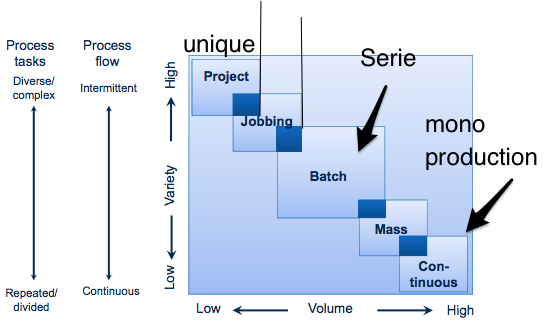 Process
tasks
Process
flow
Diverse/
complex
Intermittent
Repeated/
divided
Continuous
High
Variety
Low
unique
Project
Jobbing
Serie
Batch
mono
production
Mass
Con-
tinuous
Low
Volume
High